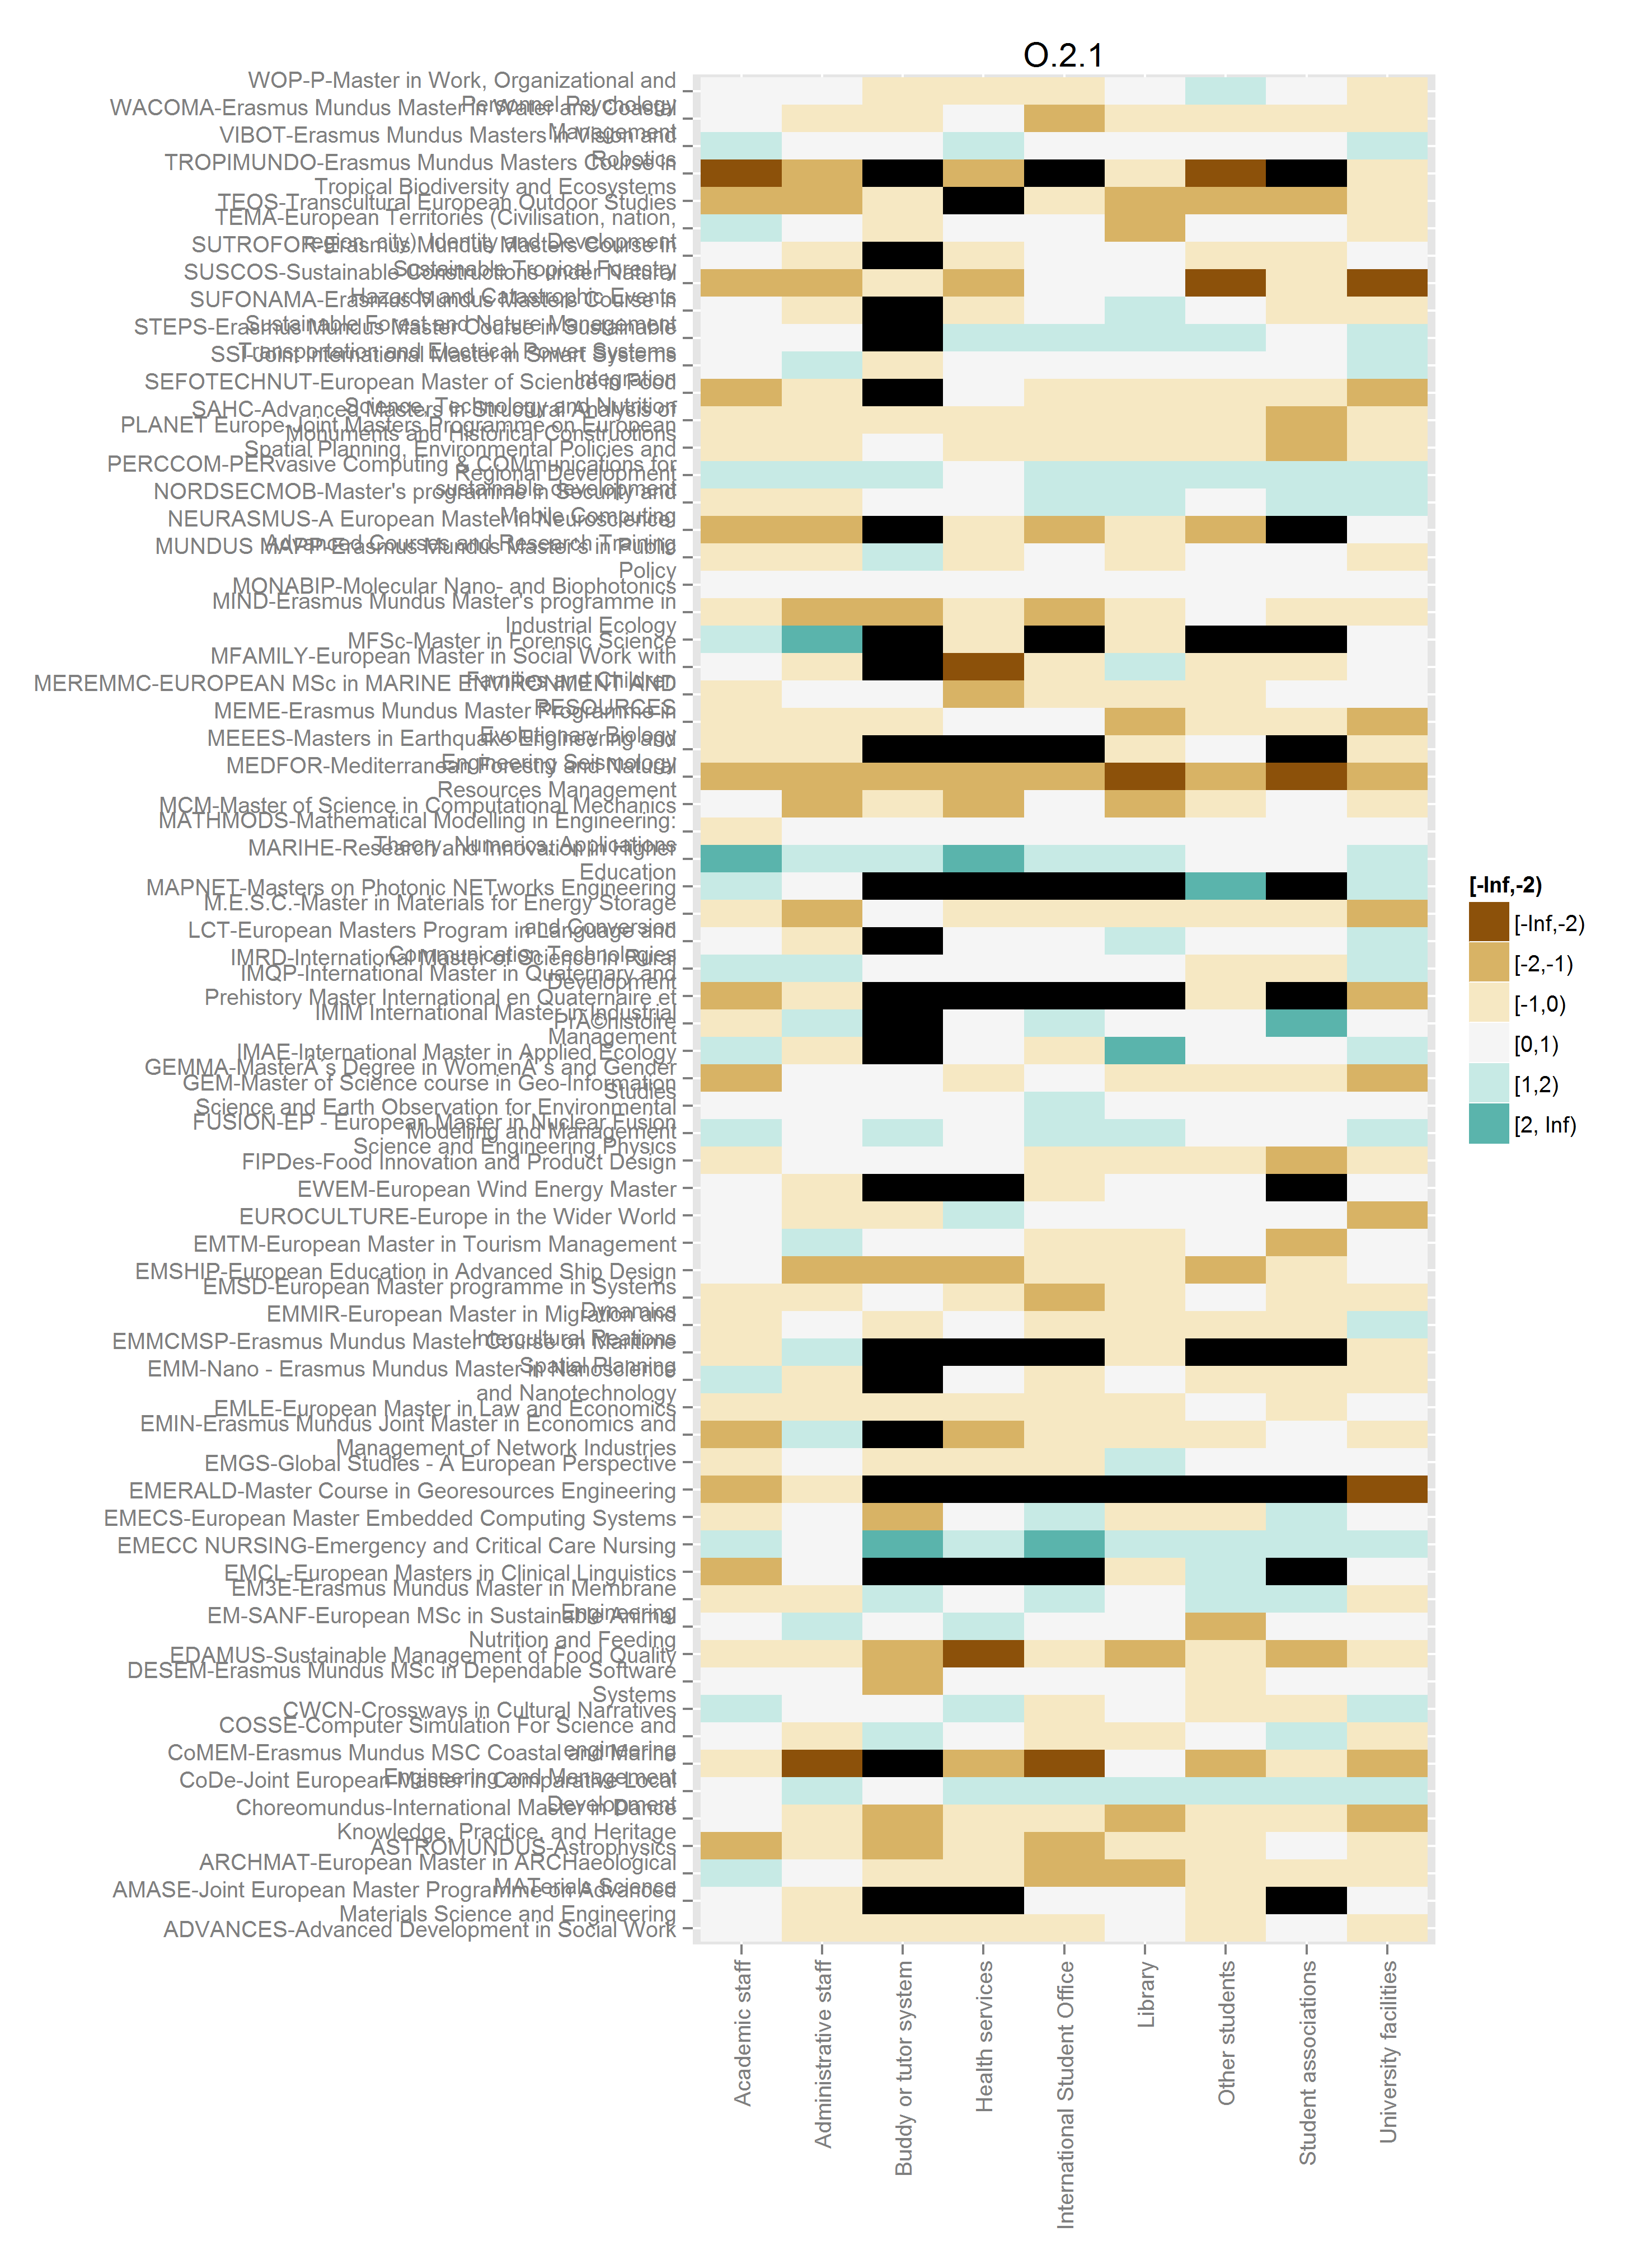 O.2.1
WOP-P-Master in Work, Organizational and
Personnel Psychology
WACOMA-Erasmus Mundus Master in Water and Coastal
Management
VIBOT-Erasmus Mundus Masters in Vision and
Robotics
TROPIMUNDO-Erasmus Mundus Masters Course in
Tropical Biodiversity and Ecosystems
TEOS-Transcultural European Outdoor Studies
TEMA-European Territories (Civilisation, nation,
region, city), Identity and Development
SUTROFOR-Erasmus Mundus Masters Course in
Sustainable Tropical Forestry
SUSCOS-Sustainable Constructions under Natural
Hazards and Catastrophic Events
SUFONAMA-Erasmus Mundus Masters Course in
Sustainable Forest and Nature Management
STEPS-Erasmus Mundus Master Course in Sustainable
Transportation and Electrical Power Systems
SSI-Joint International Master in Smart Systems
Integration
SEFOTECHNUT-European Master of Science in Food
Science, Technology and Nutrition
SAHC-Advanced Masters in Structural Analysis of
Monuments and Historical Constructions
PLANET Europe-Joint Masters Programme on European
Spatial Planning, Environmental Policies and
Regional Development
PERCCOM-PERvasive Computing & COMmunications for
sustainable development
NORDSECMOB-Master's programme in Security and
Mobile Computing
NEURASMUS-A European Master in Neuroscience:
Advanced Courses and Research Training
MUNDUS MAPP-Erasmus Mundus Master's in Public
Policy
MONABIP-Molecular Nano- and Biophotonics
MIND-Erasmus Mundus Master's programme in
Industrial Ecology
MFSc-Master in Forensic Science
MFAMILY-European Master in Social Work with
Families and Children
MEREMMC-EUROPEAN MSc in MARINE ENVIRONMENT AND
RESOURCES
MEME-Erasmus Mundus Master Programme in
Evolutionary Biology
MEEES-Masters in Earthquake Engineering and
Engineering Seismology
MEDFOR-Mediterranean Forestry and Natural
Resources Management
MCM-Master of Science in Computational Mechanics
MATHMODS-Mathematical Modelling in Engineering:
Theory, Numerics, Applications
MARIHE-Research and Innovation in Higher
Education
MAPNET-Masters on Photonic NETworks Engineering
M.E.S.C.-Master in Materials for Energy Storage
and Conversion
LCT-European Masters Program in Language and
Communication Technologies
IMRD-International Master of Science in Rural
Development
IMQP-International Master in Quaternary and
Prehistory Master International en Quaternaire et
PrÃ©histoire
IMIM International Master in Industrial
Management
IMAE-International Master in Applied Ecology
GEMMA-MasterÂ´s Degree in WomenÂ´s and Gender
Studies
GEM-Master of Science course in Geo-Information
Science and Earth Observation for Environmental
Modelling and Management
FUSION-EP - European Master in Nuclear Fusion
Science and Engineering Physics
FIPDes-Food Innovation and Product Design
EWEM-European Wind Energy Master
EUROCULTURE-Europe in the Wider World
EMTM-European Master in Tourism Management
EMSHIP-European Education in Advanced Ship Design
EMSD-European Master programme in Systems
Dynamics
EMMIR-European Master in Migration and
Intercultural Reations
EMMCMSP-Erasmus Mundus Master Course on Maritime
Spatial Planning
EMM-Nano - Erasmus Mundus Master in Nanoscience
and Nanotechnology
EMLE-European Master in Law and Economics
EMIN-Erasmus Mundus Joint Master in Economics and
Management of Network Industries
EMGS-Global Studies - A European Perspective
EMERALD-Master Course in Georesources Engineering
EMECS-European Master Embedded Computing Systems
EMECC NURSING-Emergency and Critical Care Nursing
EMCL-European Masters in Clinical Linguistics
EM3E-Erasmus Mundus Master in Membrane
Engineering
EM-SANF-European MSc in Sustainable Animal
Nutrition and Feeding
EDAMUS-Sustainable Management of Food Quality
DESEM-Erasmus Mundus MSc in Dependable Software
Systems
CWCN-Crossways in Cultural Narratives
COSSE-Computer Simulation For Science and
engineering
CoMEM-Erasmus Mundus MSC Coastal and Marine
Engineering and Management
CoDe-Joint European Master in Comparative Local
Development
Choreomundus-International Master in Dance
Knowledge, Practice, and Heritage
ASTROMUNDUS-Astrophysics
ARCHMAT-European Master in ARCHaeological
MATerials Science
AMASE-Joint European Master Programme on Advanced
Materials Science and Engineering
ADVANCES-Advanced Development in Social Work
Academic staff
Administrative staff
Buddy or tutor system
Health services
International Student Office
Library
Other students
Student associations
University facilities
[-Inf,-2)
[-Inf,-2)
[-2,-1)
[-1,0)
[0,1)
[1,2)
[2, Inf)